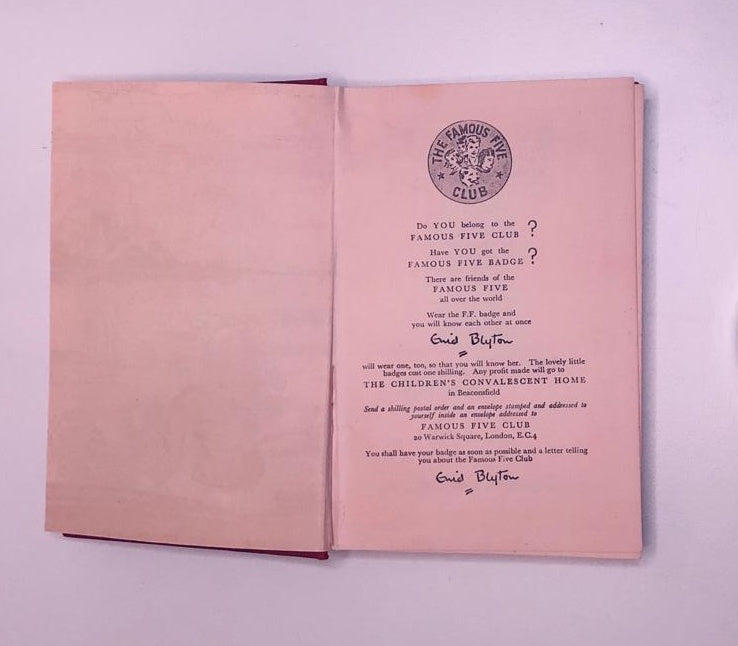 THE FAMOUS FIVE
CLUB
Do YOU belong to the
FAMOUS FIVE CLUB ?
Have YOU got the
FAMOUS FIVE BADGE ?
There are friends of the
FAMOUS FIVE
all over the world
Wear the F.F. badge and
you will know each other at once
Enid Blyton
will wear one, too, so that you will know her. The lovely little
badges cost one shilling. Any profit made will go to
THE CHILDREN'S CONVALESCENT HOME
in Beaconsfield
Send a shilling postal order and an envelope stamped and addressed to
yourself inside an envelope addressed to
FAMOUS FIVE CLUB
20 Warwick Square, London, E.C.4
You shall have your badge as soon as possible and a letter telling
you about the Famous Five Club
Enid Blyton